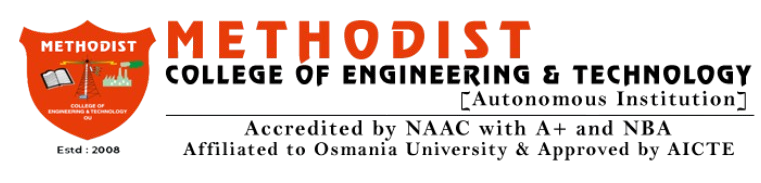 METHODIST
COLLEGE OF
ENGINEERING & TECHNOLOGY
OU
Estd : 2008
METHODIST
COLLEGE OF ENGINEERING & TECHNOLOGY
[Autonomous Institution]
Accredited by NAAC with A+ and NBA
Affiliated to Osmania University & Approved by AICTE